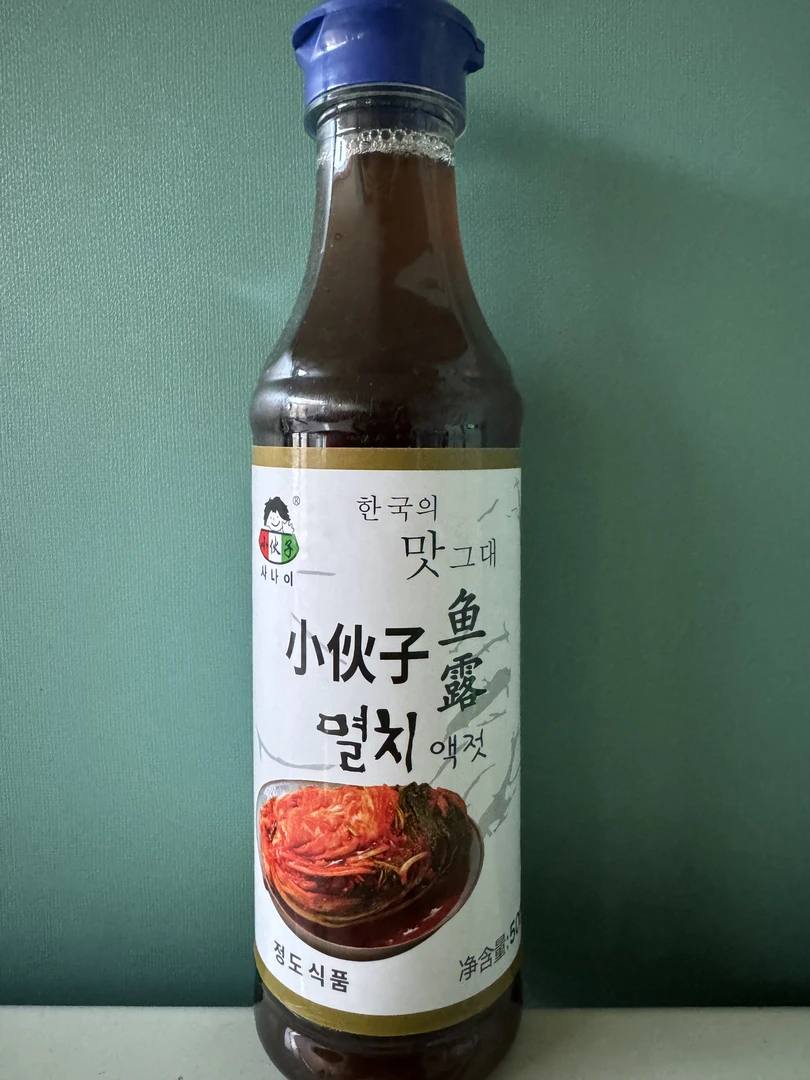 ®
小伙子
사나이
한국의
맛 그대
小伙子
鱼露
멸치 액젓
정도식품
净含量:50